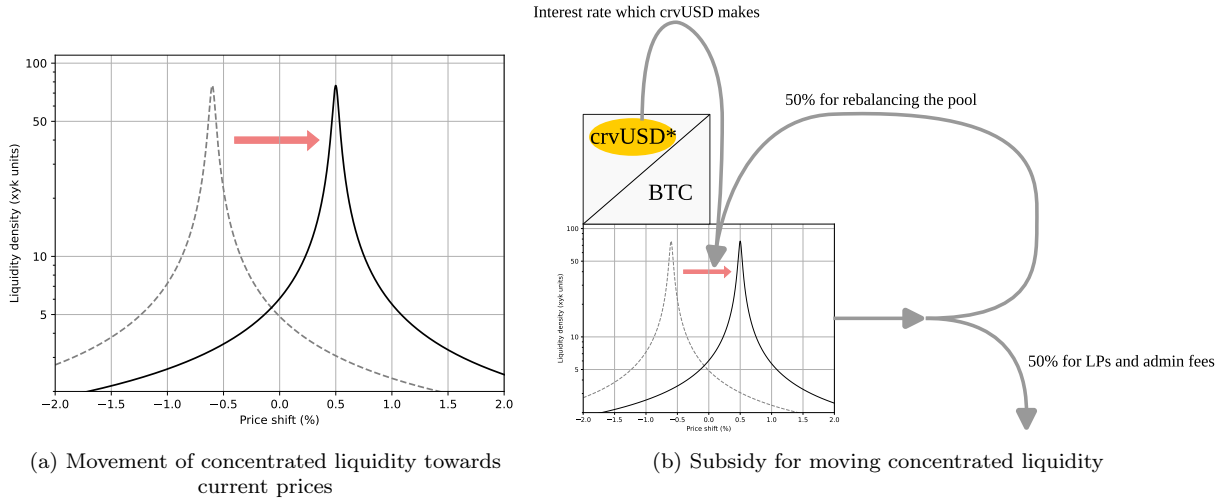 Interest rate which crvUSD makes
100
50
10
5
Liquidity density (xyk units)
−2.0 −1.5 −1.0 −0.5 0.0 0.5 1.0 1.5 2.0
Price shift (%)
(a) Movement of concentrated liquidity towards
current prices
50% for rebalancing the pool
crvUSD*
BTC
100
50
10
5
Liquidity density (xyk units)
−2.0 −1.5 −1.0 −0.5 0.0 0.5 1.0 1.5 2.0
Price shift (%)
50% for LPs and admin fees
(b) Subsidy for moving concentrated liquidity